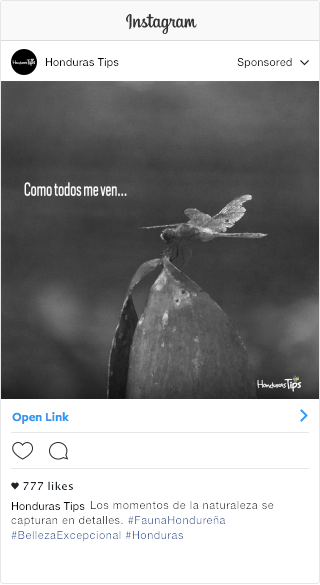 Instagram
HondurasTips
Honduras Tips
Sponsored
Como todos me ven...
HondurasTips
Open Link
777 likes
Honduras Tips Los momentos de la naturaleza se
capturan en detalles. #FaunaHondureña
#BellezaExcepcional #Honduras